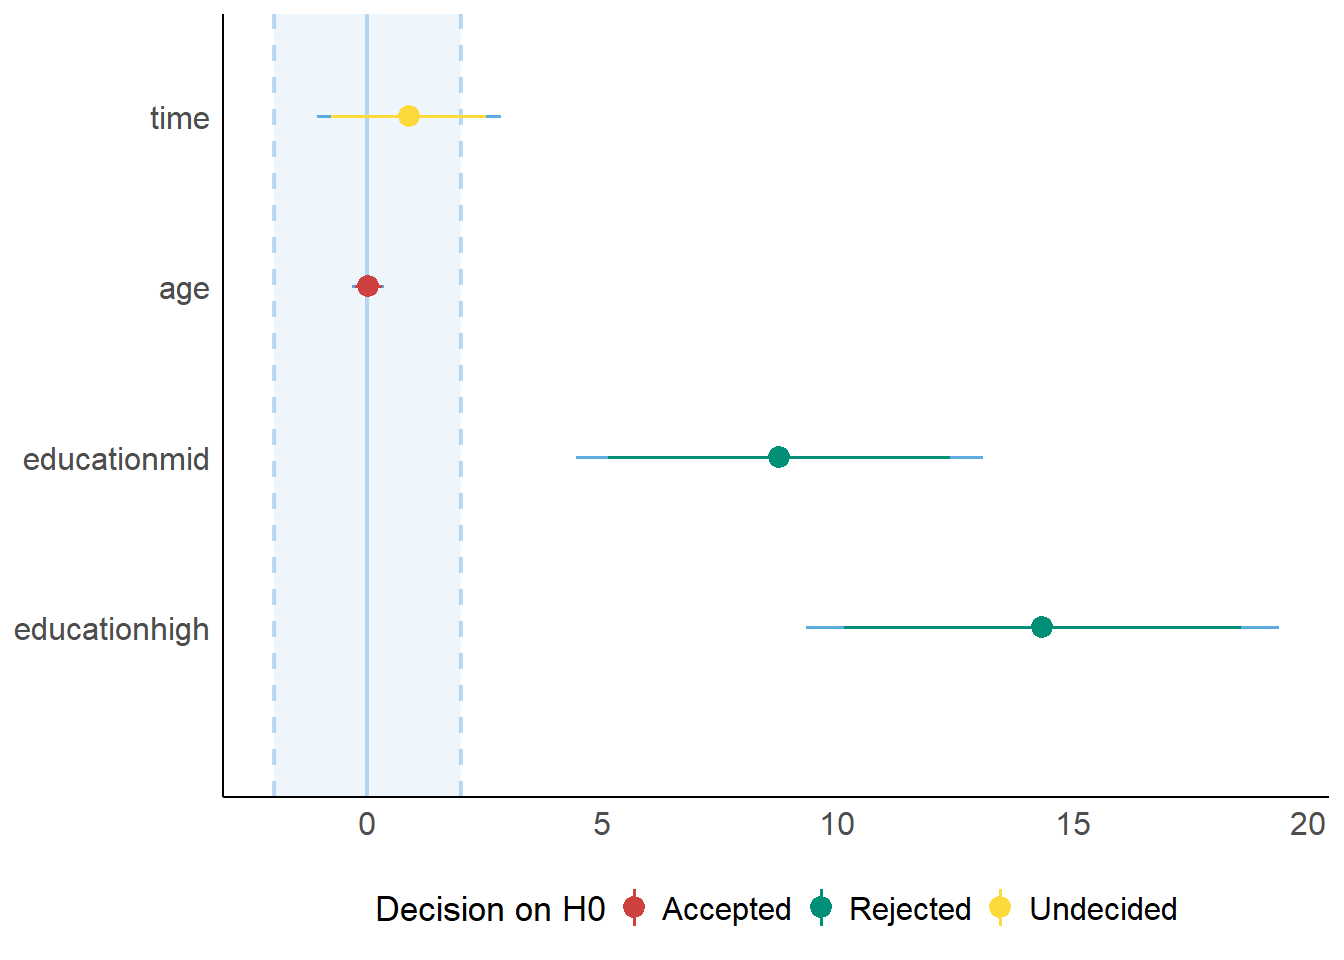 time
age
educationmid
educationhigh
0 5 10 15 20
Decision on H0 Accepted Rejected Undecided